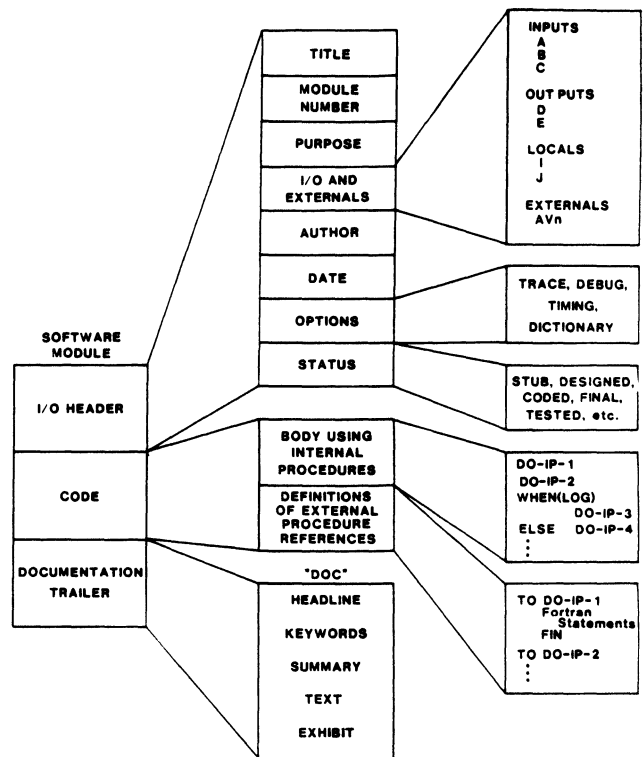 SOFTWARE
MODULE
I/O HEADER
CODE
DOCUMENTATION
TRAILER
TITLE
MODULE
NUMBER
PURPOSE
I/O AND
EXTERNALS
AUTHOR
DATE
OPTIONS
STATUS
BODY USING
INTERNAL
PROCEDURES
DEFINITIONS
OF EXTERNAL
PROCEDURE
REFERENCES
"DOC"
HEADLINE
KEYWORDS
SUMMARY
TEXT
EXHIBIT
INPUTS
A
B
C
OUTPUTS
D
E
LOCALS
I
J
EXTERNALS
AVn
TRACE, DEBUG,
TIMING,
DICTIONARY
STUB, DESIGNED,
CODED, FINAL,
TESTED, etc.
DO-IP-1
DO-IP-2
WHEN(LOG)
DO-IP-3
ELSE DO-IP-4
⋮
TO DO-IP-1
Fortran
Statements
FIN
TO DO-IP-2
⋮